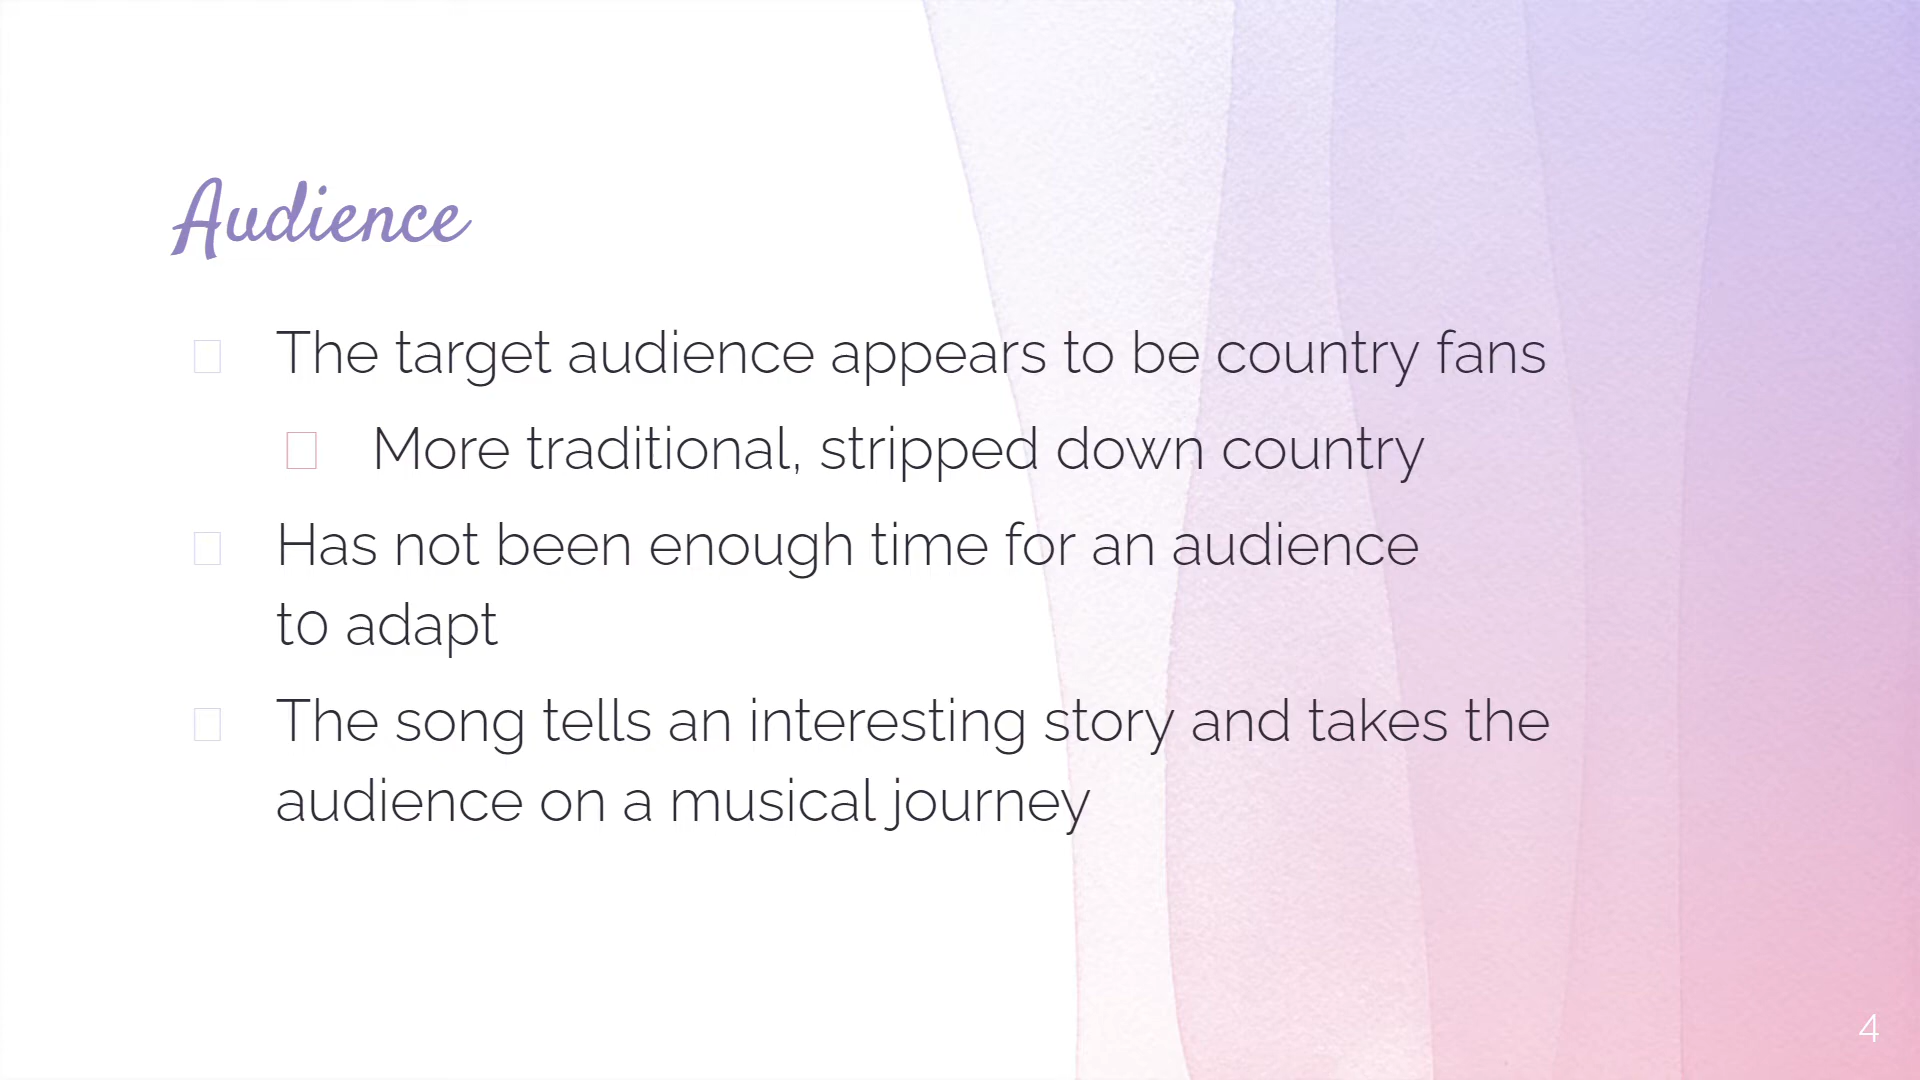 Audience
The target audience appears to be country fans
More traditional, stripped down country
Has not been enough time for an audience
t0 adapt
The song tells an interesting story and takes the
audience on a musical journey
4